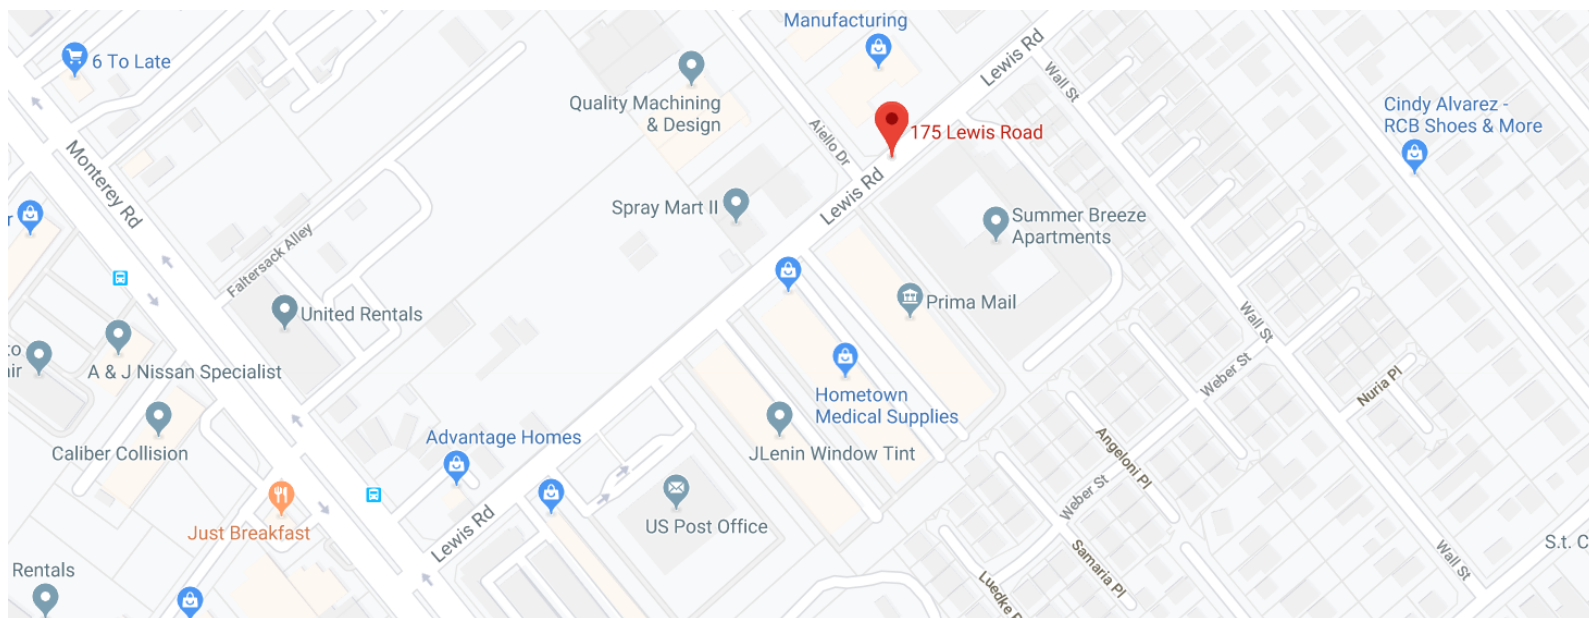 Manufacturing
6 To Late
Lewis Rd
Wall St
Quality Machining
& Design
Cindy Alvarez -
RCB Shoes & More
175 Lewis Road
Aiello Dr
Monterey Rd
Lewis Rd
Spray Mart II
Summer Breeze
Apartments
r
Faltersack Alley
United Rentals
Prima Mail
Wall St
to
air
A & J Nissan Specialist
Weber St
Nuria Pl
Hometown
Medical Supplies
Advantage Homes
JLenin Window Tint
Caliber Collision
Angeloni Pl
Weber St
US Post Office
Just Breakfast
Lewis Rd
Samaria Pl
Wall St
S.t. C
Rentals
Luedke